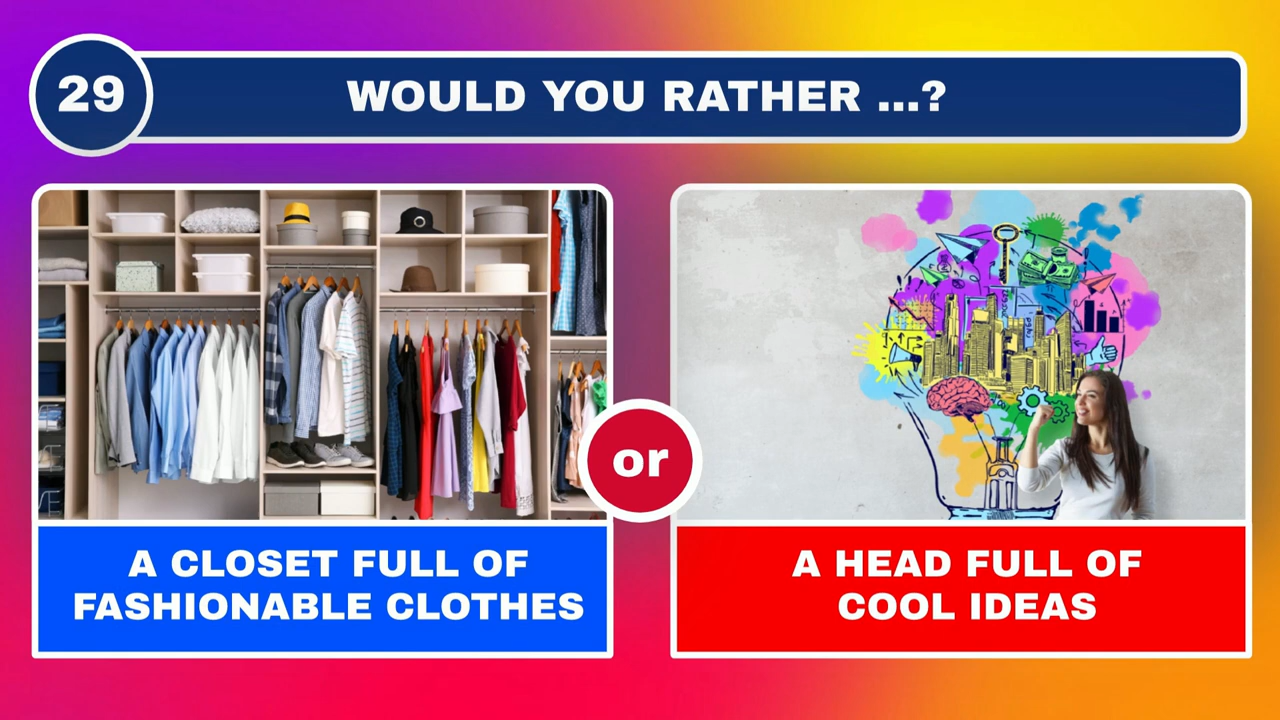 29
WOULD YOU RATHER ...?
or
A CLOSET FULL OF
FASHIONABLE CLOTHES
A HEAD FULL OF
COOL IDEAS